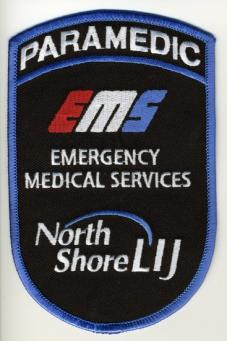 PARAMEDIC
EMS
EMERGENCY
MEDICAL SERVICES
North
Shore LIJ